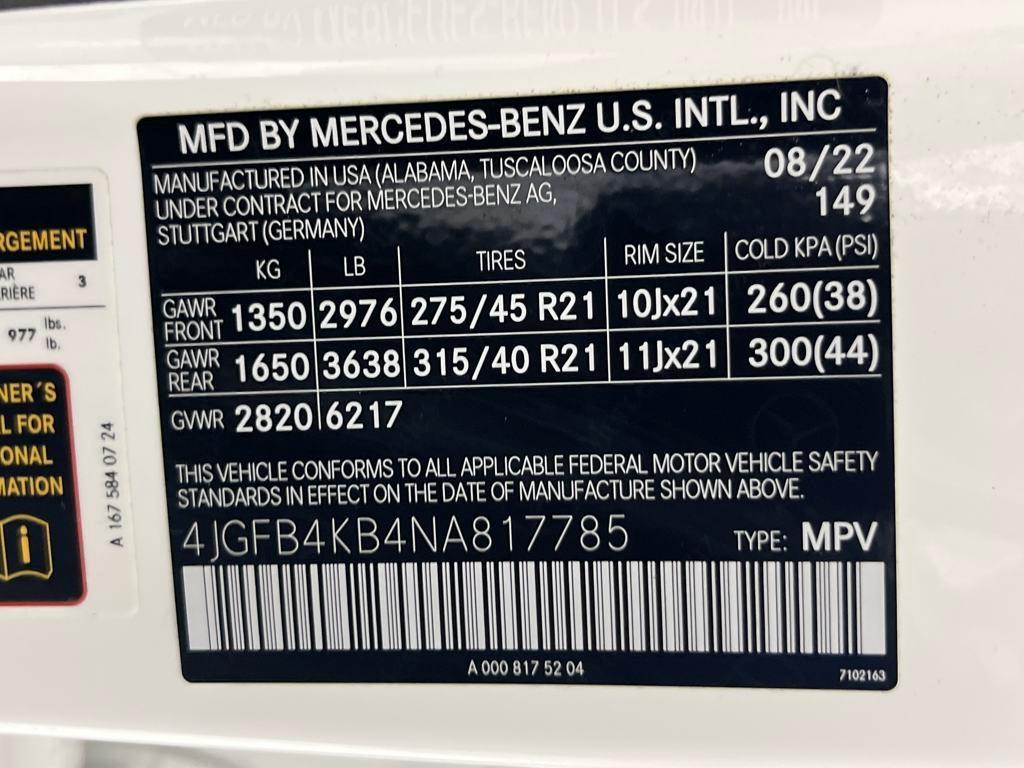 MFD BY MERCEDES-BENZ U.S. INTL., INC
MANUFACTURED IN USA (ALABAMA, TUSCALOOSA COUNTY) 08/22
UNDER CONTRACT FOR MERCEDES-BENZ AG, 149
STUTTGART (GERMANY)
KG LB TIRES RIM SIZE COLD KPA (PSI)
GAWR FRONT 1350 2976 275/45 R21 10Jx21 260(38)
GAWR REAR 1650 3638 315/40 R21 11Jx21 300(44)
GVWR 2820 6217
THIS VEHICLE CONFORMS TO ALL APPLICABLE FEDERAL MOTOR VEHICLE SAFETY
STANDARDS IN EFFECT ON THE DATE OF MANUFACTURE SHOWN ABOVE.
4JGFB4KB4NA817785 TYPE: MPV
A 000 817 52 04
7102163
RGEMENT
AR
RIÈRE 3
977 lbs.
lb.
NER´S
L FOR
ONAL
MATION
i
A 167 584 07 24